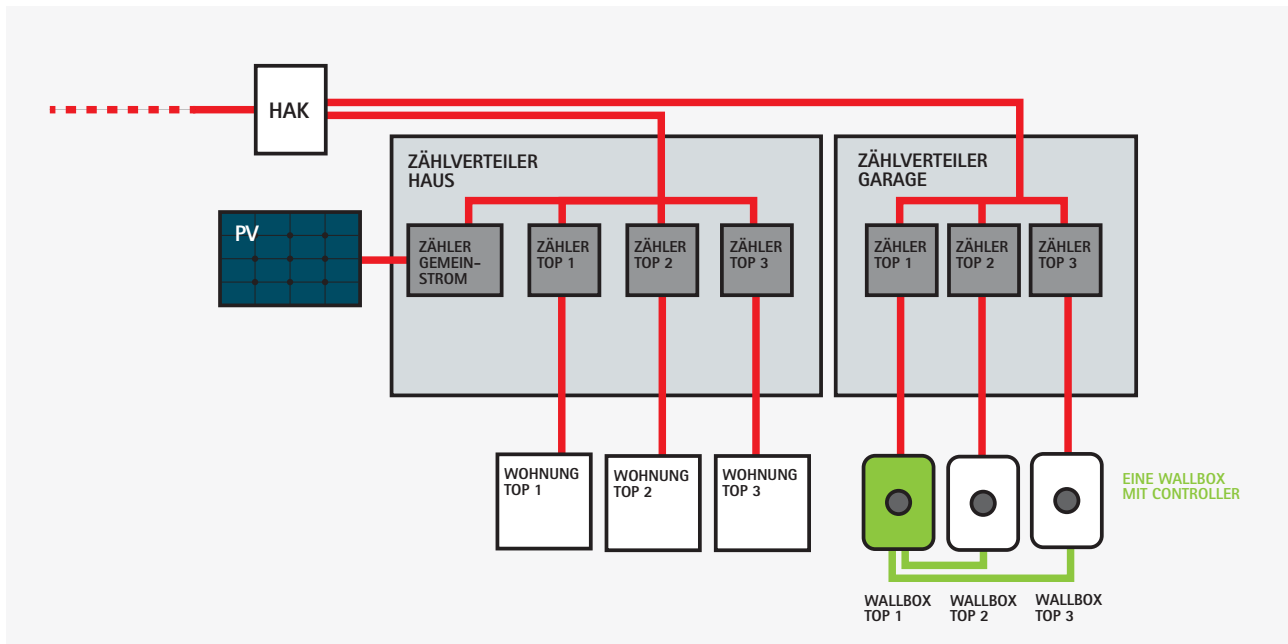 HAK
ZÄHLVERTEILER
HAUS
ZÄHLVERTEILER
GARAGE
PV
ZÄHLER
GEMEIN-
STROM
ZÄHLER
TOP 1
ZÄHLER
TOP 2
ZÄHLER
TOP 3
ZÄHLER
TOP 1
ZÄHLER
TOP 2
ZÄHLER
TOP 3
WOHNUNG
TOP 1
WOHNUNG
TOP 2
WOHNUNG
TOP 3
EINE WALLBOX
MIT CONTROLLER
WALLBOX
TOP 1
WALLBOX
TOP 2
WALLBOX
TOP 3